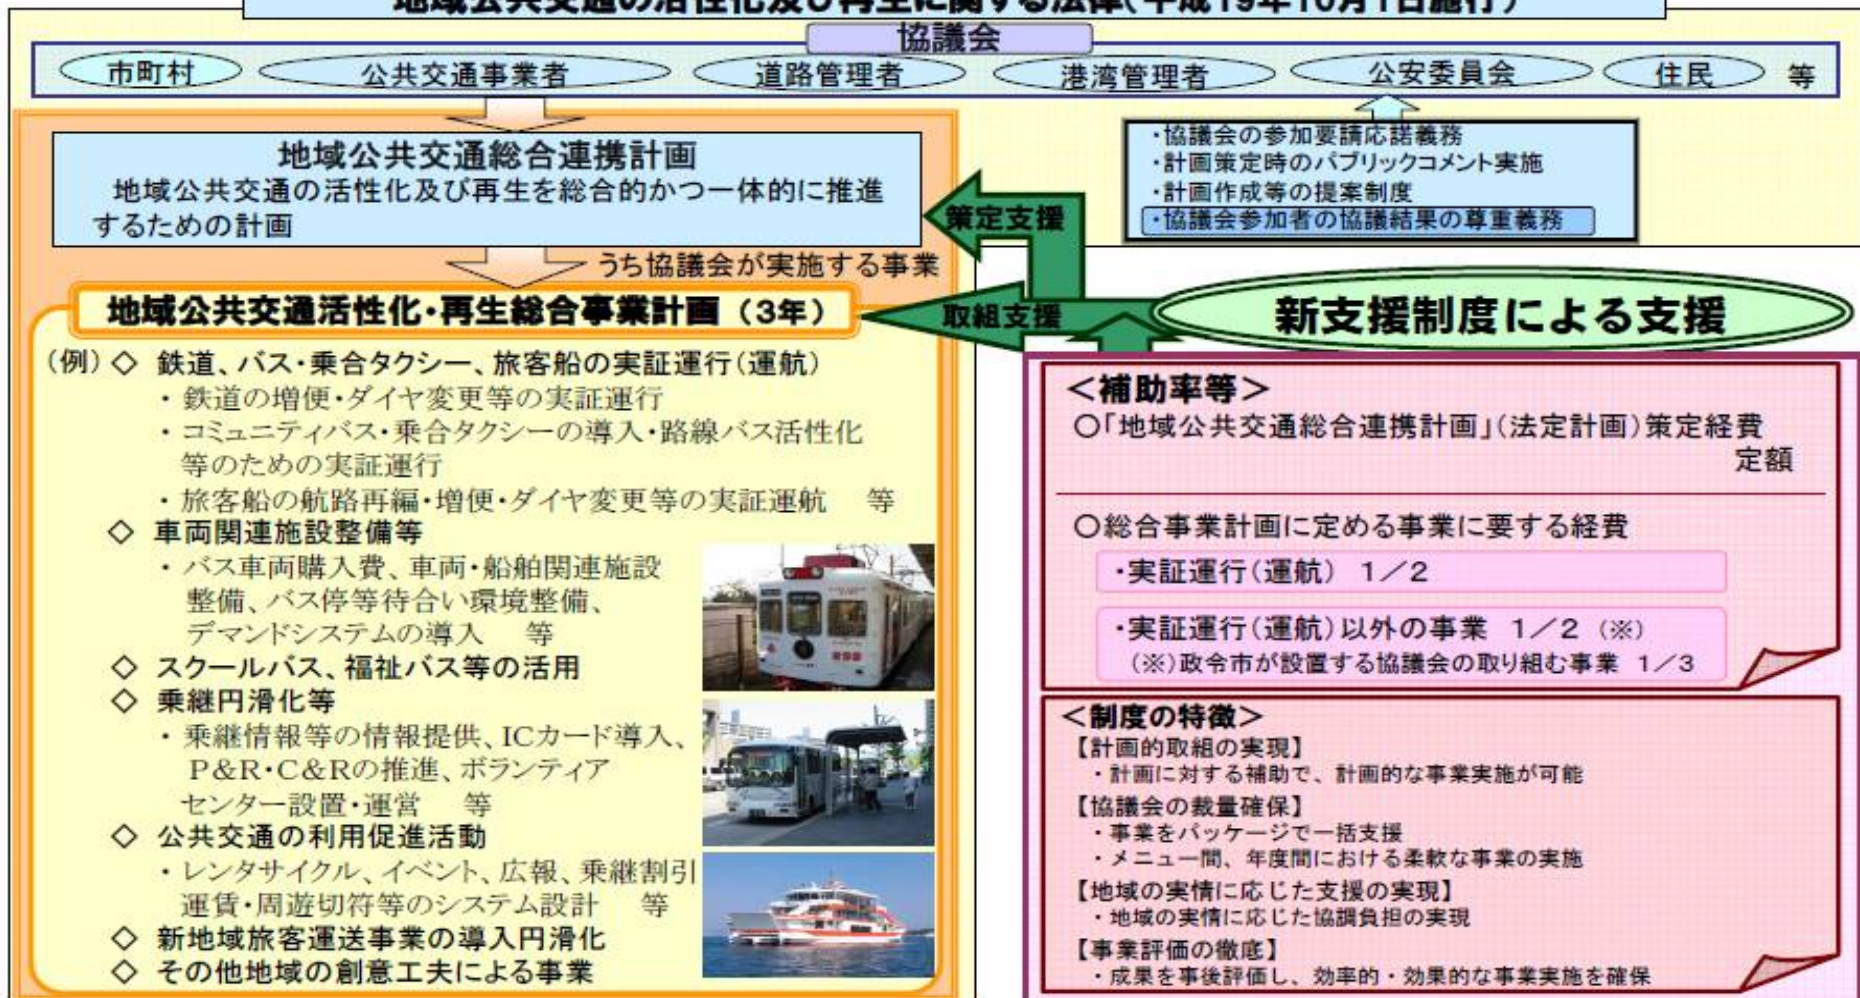 地域公共交通の活性化及び再生に関する法律(平成19年10月1日施行)
協議会
市町村 公共交通事業者 道路管理者 港湾管理者 公安委員会 住民 等
地域公共交通総合連携計画
地域公共交通の活性化及び再生を総合的かつ一体的に推進
するための計画
・協議会の参加要請応諾義務
・計画策定時のパブリックコメント実施
・計画作成等の提案制度
・協議会参加者の協議結果の尊重義務
策定支援
うち協議会が実施する事業
地域公共交通活性化・再生総合事業計画(3年)
取組支援
新支援制度による支援
(例)◇ 鉄道、バス・乗合タクシー、旅客船の実証運行(運航)
・鉄道の増便・ダイヤ変更等の実証運行
・コミュニティバス・乗合タクシーの導入・路線バス活性化
等のための実証運行
・旅客船の航路再編・増便・ダイヤ変更等の実証運航 等
◇ 車両関連施設整備等
・バス車両購入費、車両・船舶関連施設
整備、バス停等待合い環境整備、
デマンドシステムの導入 等
◇ スクールバス、福祉バス等の活用
◇ 乗継円滑化等
・乗継情報等の情報提供、ICカード導入、
P&R・C&Rの推進、ボランティア
センター設置・運営 等
◇ 公共交通の利用促進活動
・レンタサイクル、イベント、広報、乗継割引
運賃・周遊切符等のシステム設計 等
◇ 新地域旅客運送事業の導入円滑化
◇ その他地域の創意工夫による事業
<補助率等>
○「地域公共交通総合連携計画」(法定計画)策定経費
定額
○総合事業計画に定める事業に要する経費
・実証運行(運航) 1/2
・実証運行(運航)以外の事業 1/2 (※)
(※)政令市が設置する協議会の取り組む事業 1/3
<制度の特徴>
【計画的取組の実現】
・計画に対する補助で、計画的な事業実施が可能
【協議会の裁量確保】
・事業をパッケージで一括支援
・メニュー間、年度間における柔軟な事業の実施
【地域の実情に応じた支援の実現】
・地域の実情に応じた協調負担の実現
【事業評価の徹底】
・成果を事後評価し、効率的・効果的な事業実施を確保